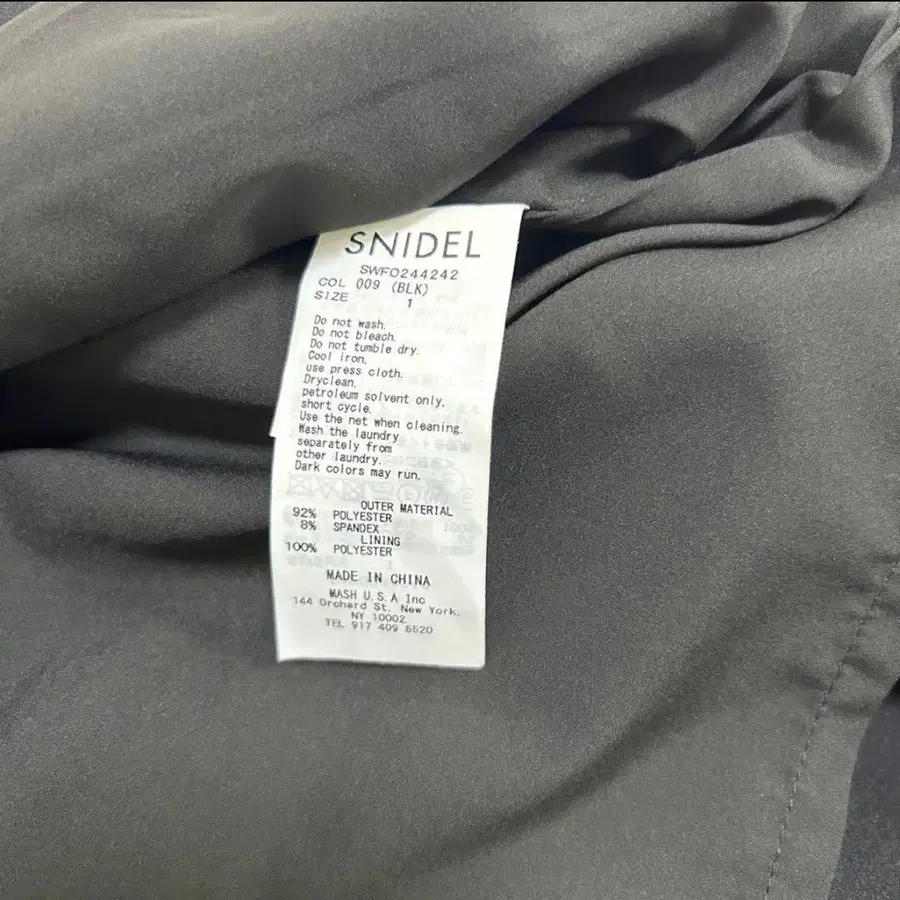 SNIDEL
SWFO244242
COL 009 (BLK)
SIZE 1
Do not wash.
Do not bleach.
Do not tumble dry.
Cool iron.
use press cloth.
Dryclean.
petroleum solvent only.
short cycle.
Use the net when cleaning.
Wash the laundry
separately from
other laundry.
Dark colors may run.
OUTER MATERIAL
92% POLYESTER
8% SPANDEX
LINING
100% POLYESTER
MADE IN CHINA
MASH U.S.A Inc
144 Orchard St. New York.
NY 10002
TEL 917 409 5520